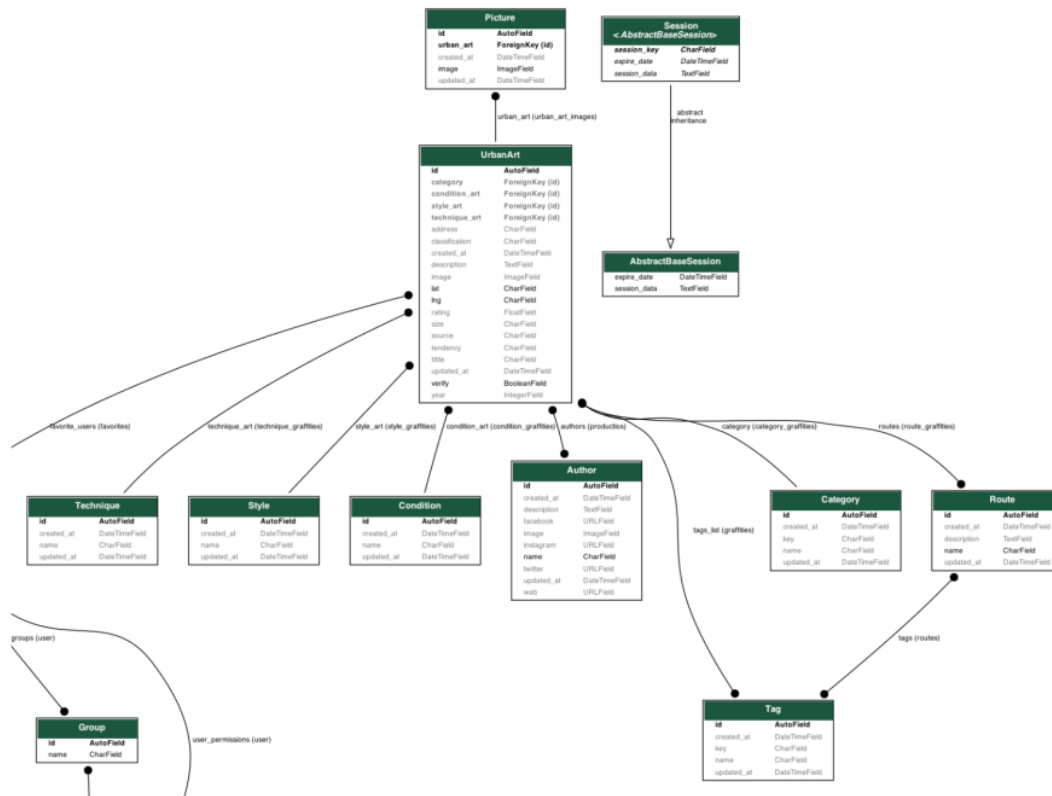 Picture
id AutoField
urban_art ForeignKey (id)
created_at DateTimeField
image ImageField
updated_at DateTimeField
Session
<AbstractBaseSession>
session_key CharField
expire_date DateTimeField
session_data TextField
urban_art (urban_art_images)
abstract
inheritance
UrbanArt
id AutoField
category ForeignKey (id)
condition_art ForeignKey (id)
style_art ForeignKey (id)
technique_art ForeignKey (id)
address CharField
classification CharField
created_at DateTimeField
description TextField
image ImageField
lat CharField
lng CharField
rating FloatField
size CharField
source CharField
tendency CharField
title CharField
updated_at DateTimeField
verify BooleanField
year IntegerField
AbstractBaseSession
expire_date DateTimeField
session_data TextField
favorite_users (favorites)
technique_art (technique_graffities)
style_art (style_graffities)
condition_art (condition_graffities)
authors (productios)
category (category_graffities)
routes (route_graffities)
Technique
id AutoField
created_at DateTimeField
name CharField
updated_at DateTimeField
Style
id AutoField
created_at DateTimeField
name CharField
updated_at DateTimeField
Condition
id AutoField
created_at DateTimeField
name CharField
updated_at DateTimeField
Author
id AutoField
created_at DateTimeField
description TextField
facebook URLField
image ImageField
instagram URLField
name CharField
twitter URLField
updated_at DateTimeField
web URLField
tags_list (graffities)
Category
id AutoField
created_at DateTimeField
key CharField
name CharField
updated_at DateTimeField
Route
id AutoField
created_at DateTimeField
description TextField
name CharField
updated_at DateTimeField
groups (user)
tags (routes)
user_permissions (user)
Group
id AutoField
name CharField
Tag
id AutoField
created_at DateTimeField
key CharField
name CharField
updated_at DateTimeField